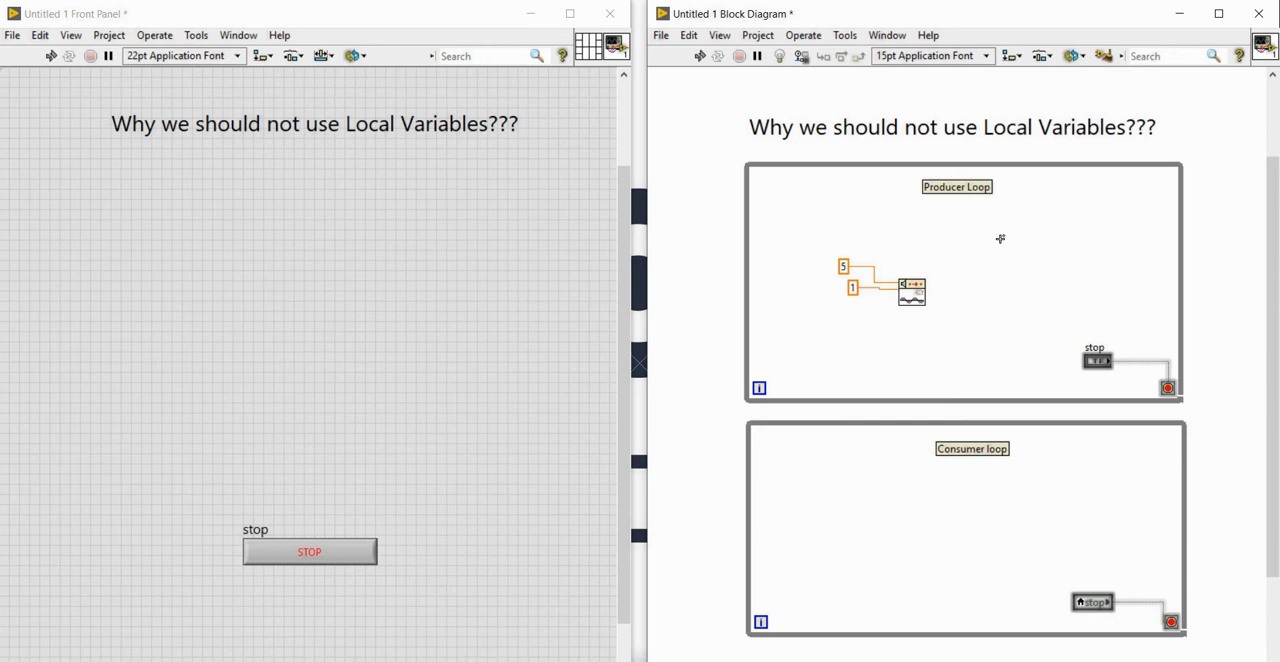 Untitled 1 Front Panel *
File Edit View Project Operate Tools Window Help
22pt Application Font
Search
Why we should not use Local Variables???
stop
STOP
Untitled 1 Block Diagram *
File Edit View Project Operate Tools Window Help
15pt Application Font
Search
Why we should not use Local Variables???
Producer Loop
5
1
stop
TF
i
Consumer loop
stop
i